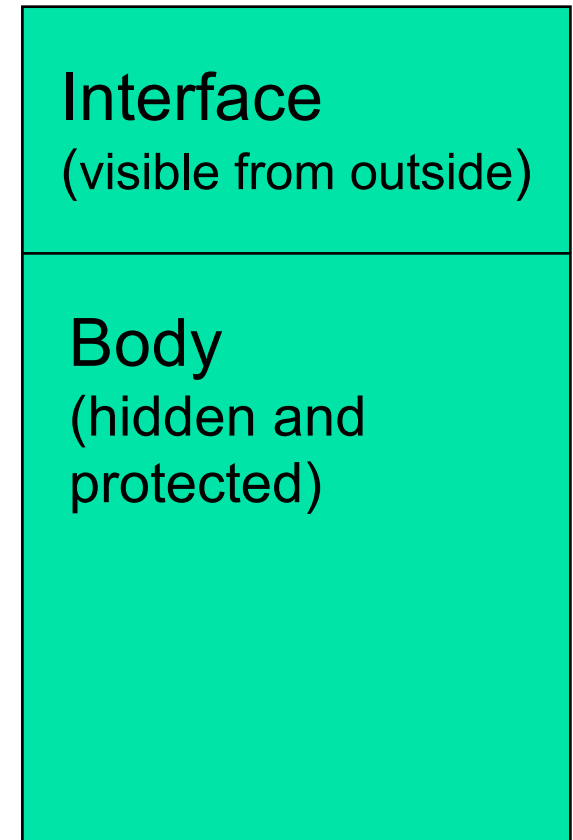 Interface
(visible from outside)
Body
(hidden and
protected)